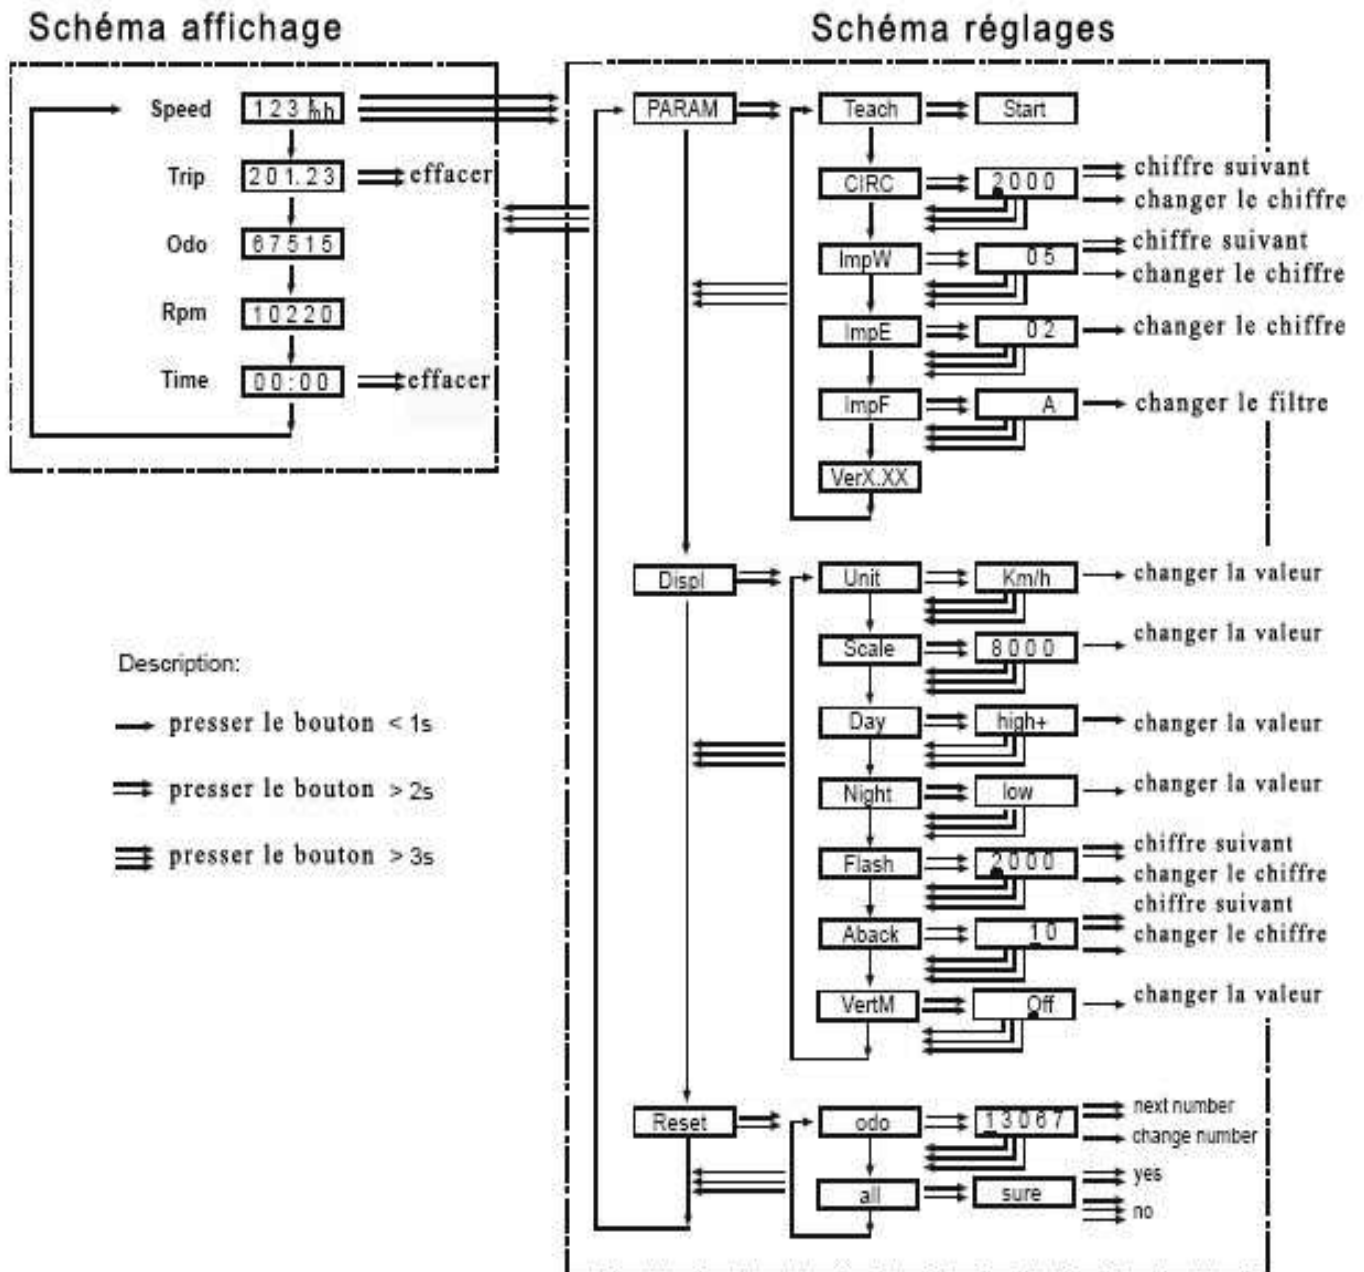 Schéma affichage
Schéma réglages
Speed 123 km/h
Trip 201.23 effacer
Odo 67515
Rpm 10220
Time 00:00 effacer
Description:
presser le bouton < 1s
presser le bouton > 2s
presser le bouton > 3s
PARAM Teach Start
CIRC 2000 chiffre suivant
changer le chiffre
ImpW 05 chiffre suivant
changer le chiffre
ImpE 02 changer le chiffre
ImpF A changer le filtre
VerX.XX
Displ Unit Km/h changer la valeur
Scale 8000 changer la valeur
Day high+ changer la valeur
Night low changer la valeur
Flash 2000 chiffre suivant
changer le chiffre
Aback 10 chiffre suivant
changer le chiffre
VertM Off changer la valeur
Reset odo 13067 next number
change number
all sure yes
no